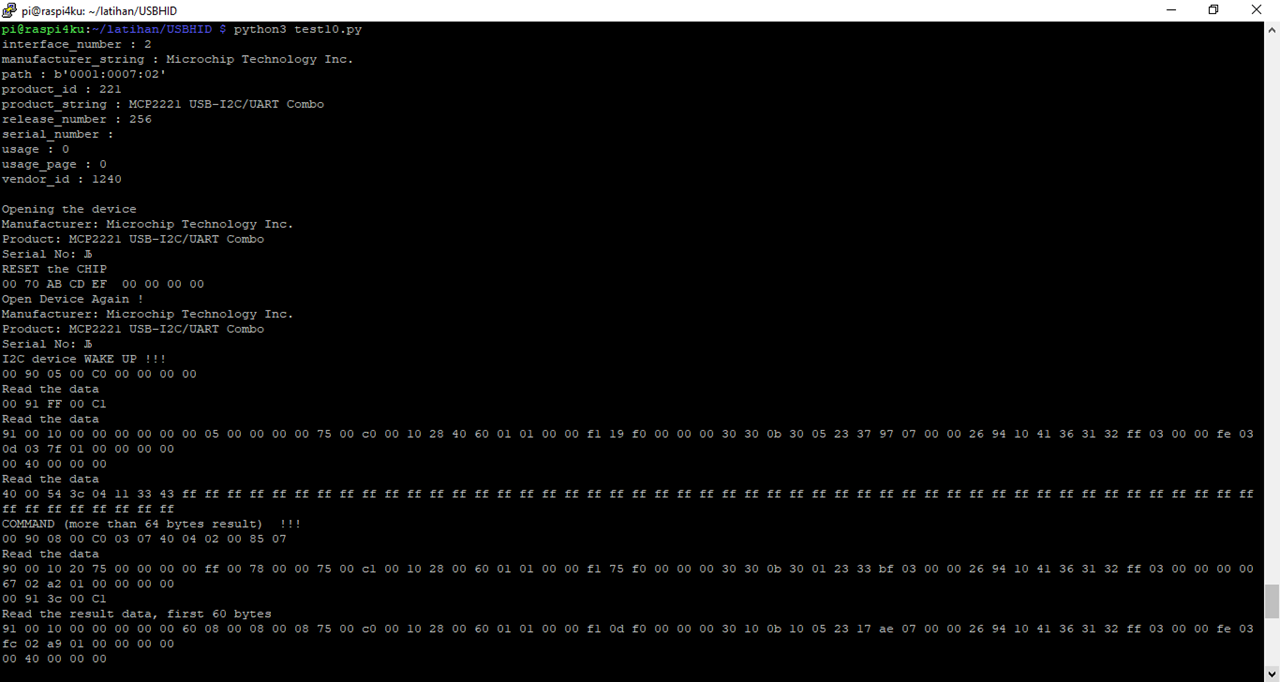 pi@raspi4ku: ~/latihan/USBHID
pi@raspi4ku:~/latihan/USBHID $ python3 test10.py
interface_number : 2
manufacturer_string : Microchip Technology Inc.
path : b'0001:0007:02'
product_id : 221
product_string : MCP2221 USB-I2C/UART Combo
release_number : 256
serial_number :
usage : 0
usage_page : 0
vendor_id : 1240
Opening the device
Manufacturer: Microchip Technology Inc.
Product: MCP2221 USB-I2C/UART Combo
Serial No:
RESET the CHIP
00 70 AB CD EF  00 00 00 00
Open Device Again !
Manufacturer: Microchip Technology Inc.
Product: MCP2221 USB-I2C/UART Combo
Serial No:
I2C device WAKE UP !!!
00 90 05 00 C0 00 00 00 00
Read the data
00 91 FF 00 C1
Read the data
91 00 10 00 00 00 00 00 00 05 00 00 00 00 75 00 c0 00 10 28 40 60 01 01 00 00 f1 19 f0 00 00 00 30 30 0b 30 05 23 37 97 07 00 00 26 94 10 41 36 31 32 ff 03 00 00 fe 03
0d 03 7f 01 00 00 00 00
00 40 00 00 00
Read the data
40 00 54 3c 04 11 33 43 ff ff ff ff ff ff ff ff ff ff ff ff ff ff ff ff ff ff ff ff ff ff ff ff ff ff ff ff ff ff ff ff ff ff ff ff ff ff ff ff ff ff ff ff ff ff ff ff
ff ff ff ff ff ff ff ff
COMMAND (more than 64 bytes result)  !!!
00 90 08 00 C0 03 07 40 04 02 00 85 07
Read the data
90 00 10 20 75 00 00 00 00 ff 00 78 00 00 75 00 c1 00 10 28 00 60 01 01 00 00 f1 75 f0 00 00 00 30 30 0b 30 01 23 33 bf 03 00 00 26 94 10 41 36 31 32 ff 03 00 00 00 00
67 02 a2 01 00 00 00 00
00 91 3c 00 C1
Read the result data, first 60 bytes
91 00 10 00 00 00 00 00 60 08 00 08 00 08 75 00 c0 00 10 28 00 60 01 01 00 00 f1 0d f0 00 00 00 30 10 0b 10 05 23 17 ae 07 00 00 26 94 10 41 36 31 32 ff 03 00 00 fe 03
fc 02 a9 01 00 00 00 00
00 40 00 00 00